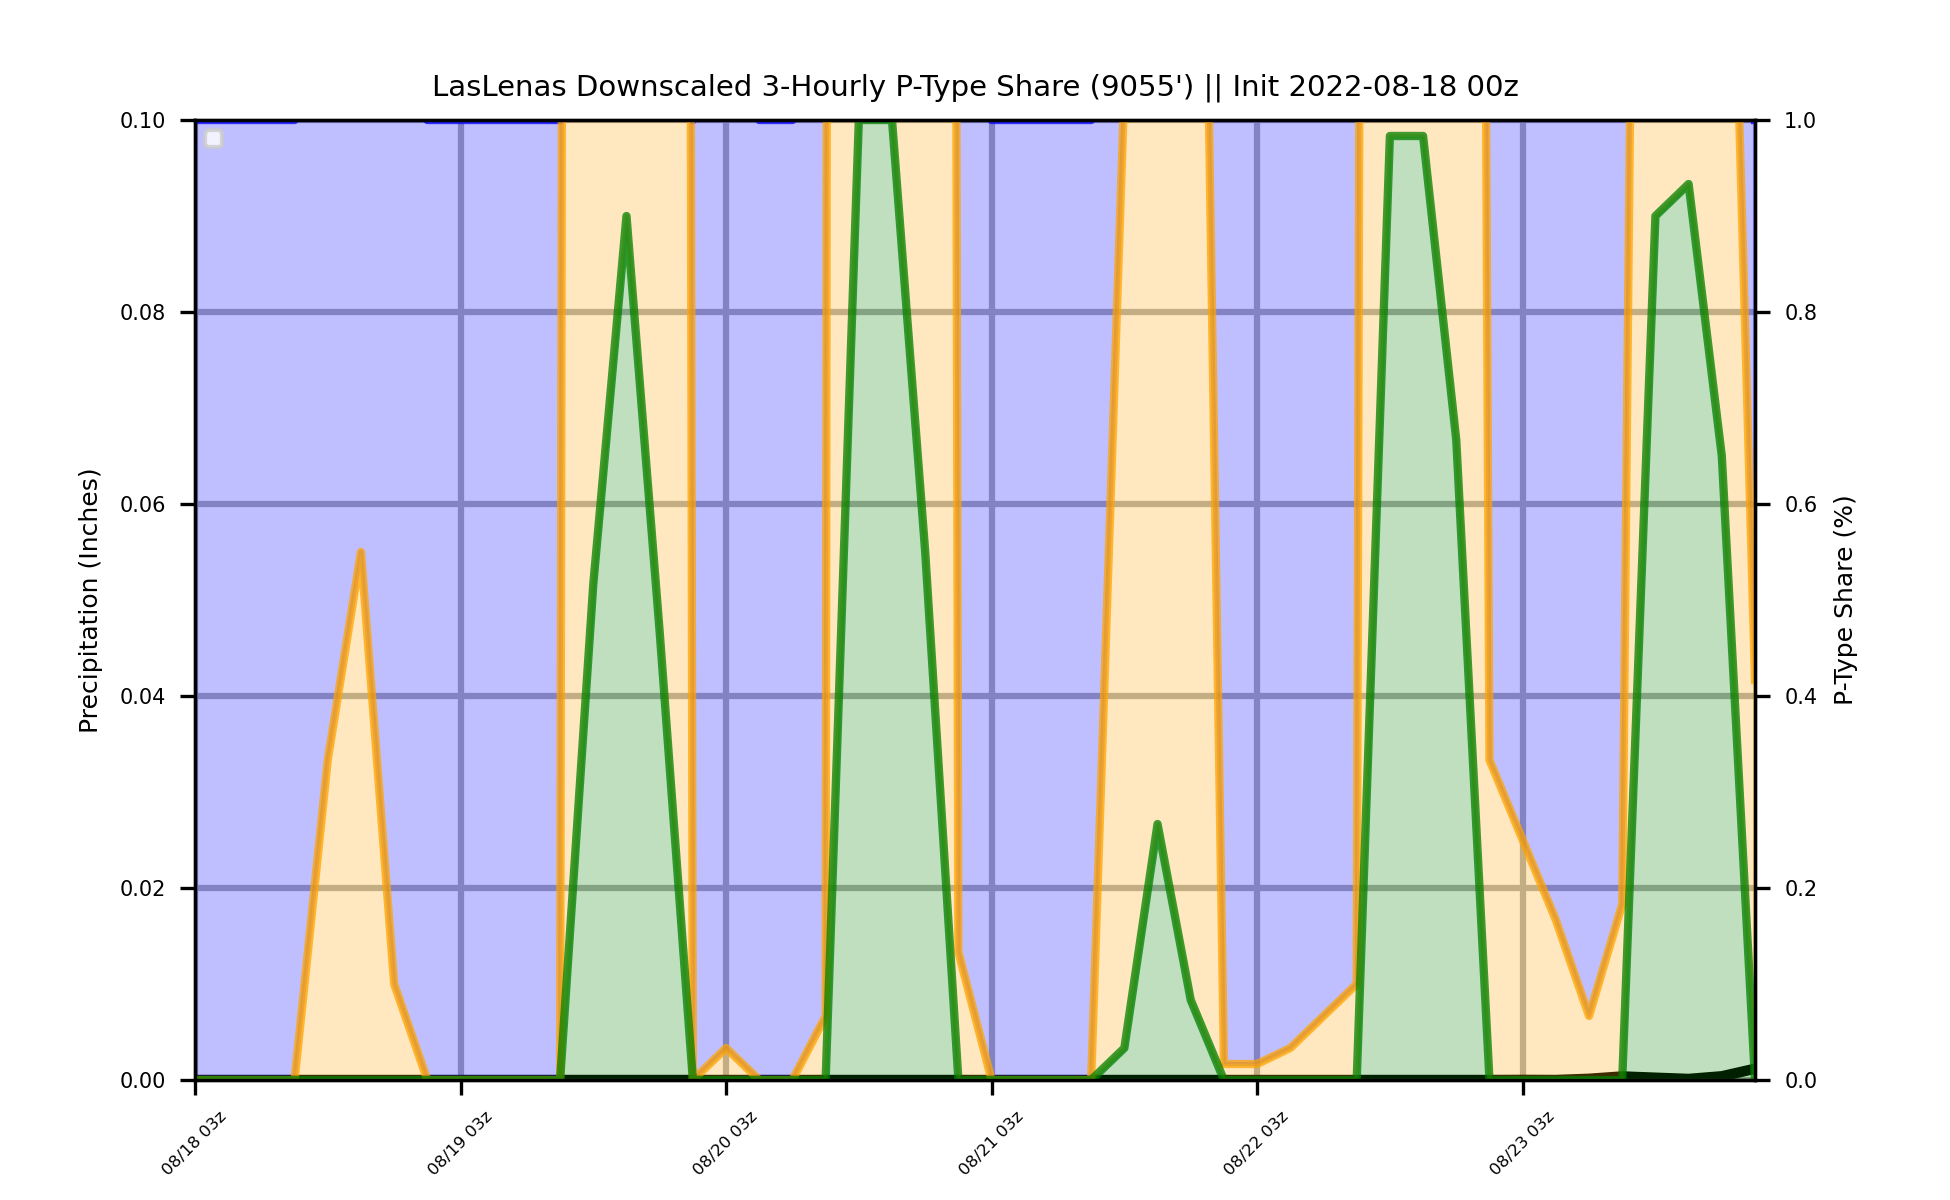 LasLenas Downscaled 3-Hourly P-Type Share (9055') || Init 2022-08-18 00z
Precipitation (Inches)
0.10
0.08
0.06
0.04
0.02
0.00
1.0
0.8
0.6
0.4
0.2
0.0
P-Type Share (%)
08/18 03z
08/19 03z
08/20 03z
08/21 03z
08/22 03z
08/23 03z